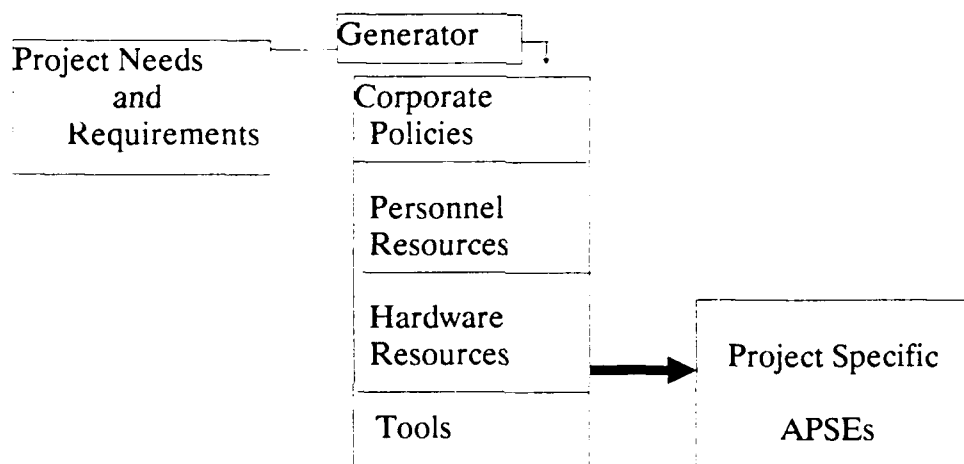 Generator
Project Needs
and
Requirements
Corporate
Policies
Personnel
Resources
Hardware
Resources
Tools
Project Specific
APSEs